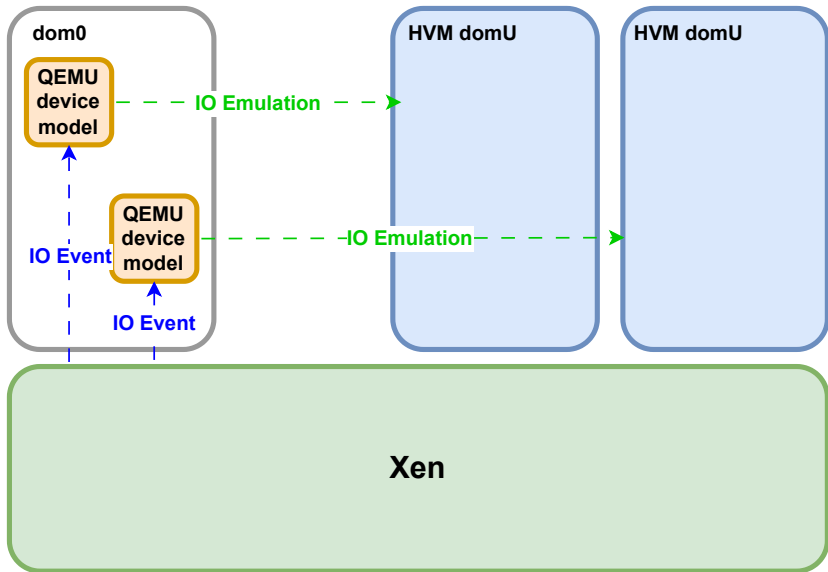 dom0
HVM domU
HVM domU
QEMU
device
model
IO Emulation
QEMU
device
model
IO Emulation
IO Event
IO Event
Xen